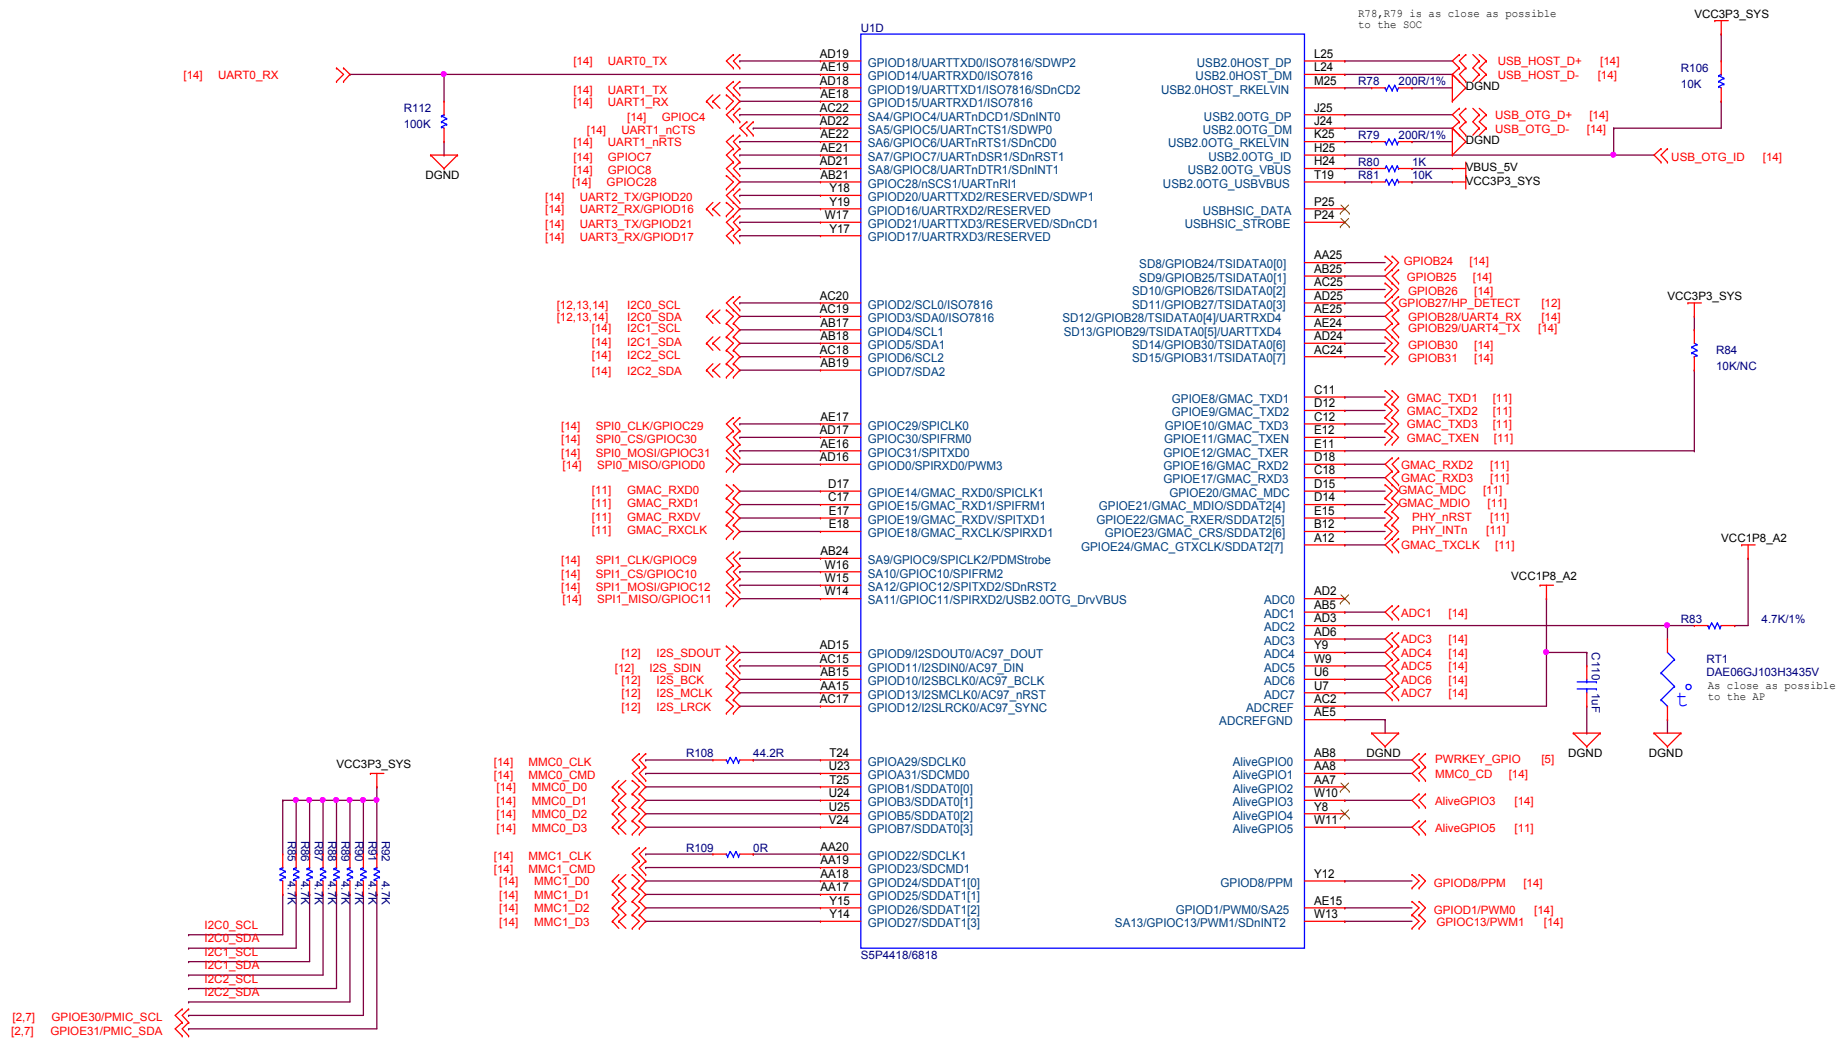 R78,R79 is as close as possible
to the SOC
VCC3P3_SYS
U1D
[14] UART0_TX AD19 GPIOD18/UARTTXD0/ISO7816/SDWP2
[14] UART0_RX AE19 GPIOD14/UARTRXD0/ISO7816
[14] UART1_TX AD18 GPIOD19/UARTTXD1/ISO7816/SDnCD2
[14] UART1_RX AE18 GPIOD15/UARTRXD1/ISO7816
[14] GPIOC4 AC22 SA4/GPIOC4/UARTnDCD1/SDnINT0
[14] UART1_nCTS AD22 SA5/GPIOC5/UARTnCTS1/SDWP0
[14] UART1_nRTS AE22 SA6/GPIOC6/UARTnRTS1/SDnCD0
[14] GPIOC7 AE21 SA7/GPIOC7/UARTnDSR1/SDnRST1
[14] GPIOC8 AD21 SA8/GPIOC8/UARTnDTR1/SDnINT1
[14] GPIOC28 AB21 GPIOC28/nSCS1/UARTnRI1
[14] UART2_TX/GPIOD20 Y18 GPIOD20/UARTTXD2/RESERVED/SDWP1
[14] UART2_RX/GPIOD16 Y19 GPIOD16/UARTRXD2/RESERVED
[14] UART3_TX/GPIOD21 W17 GPIOD21/UARTTXD3/RESERVED/SDnCD1
[14] UART3_RX/GPIOD17 Y17 GPIOD17/UARTRXD3/RESERVED
R112
100K
DGND
[12,13,14] I2C0_SCL AC20 GPIOD2/SCL0/ISO7816
[12,13,14] I2C0_SDA AC19 GPIOD3/SDA0/ISO7816
[14] I2C1_SCL AB17 GPIOD4/SCL1
[14] I2C1_SDA AB18 GPIOD5/SDA1
[14] I2C2_SCL AC18 GPIOD6/SCL2
[14] I2C2_SDA AB19 GPIOD7/SDA2
[14] SPI0_CLK/GPIOC29 AE17 GPIOC29/SPICLK0
[14] SPI0_CS/GPIOC30 AD17 GPIOC30/SPIFRM0
[14] SPI0_MOSI/GPIOC31 AE16 GPIOC31/SPITXD0
[14] SPI0_MISO/GPIOD0 AD16 GPIOD0/SPIRXD0/PWM3
[11] GMAC_RXD0 D17 GPIOE14/GMAC_RXD0/SPICLK1
[11] GMAC_RXD1 C17 GPIOE15/GMAC_RXD1/SPIFRM1
[11] GMAC_RXDV E17 GPIOE19/GMAC_RXDV/SPITXD1
[11] GMAC_RXCLK E18 GPIOE18/GMAC_RXCLK/SPIRXD1
[14] SPI1_CLK/GPIOC9 AB24 SA9/GPIOC9/SPICLK2/PDMStrobe
[14] SPI1_CS/GPIOC10 W16 SA10/GPIOC10/SPIFRM2
[14] SPI1_MOSI/GPIOC12 W15 SA12/GPIOC12/SPITXD2/SDnRST2
[14] SPI1_MISO/GPIOC11 W14 SA11/GPIOC11/SPIRXD2/USB2.0OTG_DrvVBUS
[12] I2S_SDOUT AD15 GPIOD9/I2SDOUT0/AC97_DOUT
[12] I2S_SDIN AC15 GPIOD11/I2SDIN0/AC97_DIN
[12] I2S_BCK AB15 GPIOD10/I2SBCLK0/AC97_BCLK
[12] I2S_MCLK AA15 GPIOD13/I2SMCLK0/AC97_nRST
[12] I2S_LRCK AC17 GPIOD12/I2SLRCK0/AC97_SYNC
[14] MMC0_CLK R108 44.2R T24 GPIOA29/SDCLK0
[14] MMC0_CMD U23 GPIOA31/SDCMD0
[14] MMC0_D0 T25 GPIOB1/SDDAT0[0]
[14] MMC0_D1 U24 GPIOB3/SDDAT0[1]
[14] MMC0_D2 U25 GPIOB5/SDDAT0[2]
[14] MMC0_D3 V24 GPIOB7/SDDAT0[3]
[14] MMC1_CLK R109 0R AA20 GPIOD22/SDCLK1
[14] MMC1_CMD AA19 GPIOD23/SDCMD1
[14] MMC1_D0 AA18 GPIOD24/SDDAT1[0]
[14] MMC1_D1 AA17 GPIOD25/SDDAT1[1]
[14] MMC1_D2 Y15 GPIOD26/SDDAT1[2]
[14] MMC1_D3 Y14 GPIOD27/SDDAT1[3]
S5P4418/6818
USB2.0HOST_DP L25 USB_HOST_D+ [14]
USB2.0HOST_DM L24 USB_HOST_D- [14]
USB2.0HOST_RKELVIN M25 R78 200R/1% DGND
USB2.0OTG_DP J25 USB_OTG_D+ [14]
USB2.0OTG_DM J24 USB_OTG_D- [14]
USB2.0OTG_RKELVIN K25 R79 200R/1% DGND
USB2.0OTG_ID H25 USB_OTG_ID [14]
USB2.0OTG_VBUS H24 R80 1K VBUS_5V
USB2.0OTG_USBVBUS T19 R81 10K VCC3P3_SYS
R106
10K
USBHSIC_DATA P25
USBHSIC_STROBE P24
SD8/GPIOB24/TSIDATA0[0] AA25 GPIOB24 [14]
SD9/GPIOB25/TSIDATA0[1] AB25 GPIOB25 [14]
SD10/GPIOB26/TSIDATA0[2] AC25 GPIOB26 [14]
SD11/GPIOB27/TSIDATA0[3] AD25 GPIOB27/HP_DETECT [12]
SD12/GPIOB28/TSIDATA0[4]/UARTRXD4 AE25 GPIOB28/UART4_RX [14]
SD13/GPIOB29/TSIDATA0[5]/UARTTXD4 AE24 GPIOB29/UART4_TX [14]
SD14/GPIOB30/TSIDATA0[6] AD24 GPIOB30 [14]
SD15/GPIOB31/TSIDATA0[7] AC24 GPIOB31 [14]
VCC3P3_SYS
R84
10K/NC
GPIOE8/GMAC_TXD1 C11 GMAC_TXD1 [11]
GPIOE9/GMAC_TXD2 D12 GMAC_TXD2 [11]
GPIOE10/GMAC_TXD3 C12 GMAC_TXD3 [11]
GPIOE11/GMAC_TXEN E12 GMAC_TXEN [11]
GPIOE12/GMAC_TXER E11
GPIOE16/GMAC_RXD2 D18 GMAC_RXD2 [11]
GPIOE17/GMAC_RXD3 C18 GMAC_RXD3 [11]
GPIOE20/GMAC_MDC D15 GMAC_MDC [11]
GPIOE21/GMAC_MDIO/SDDAT2[4] D14 GMAC_MDIO [11]
GPIOE22/GMAC_RXER/SDDAT2[5] E15 PHY_nRST [11]
GPIOE23/GMAC_CRS/SDDAT2[6] B12 PHY_INTn [11]
GPIOE24/GMAC_GTXCLK/SDDAT2[7] A12 GMAC_TXCLK [11]
VCC1P8_A2
VCC1P8_A2
ADC0 AD2
ADC1 AB5 ADC1 [14]
ADC2 AD3 R83 4.7K/1%
ADC3 AD6 ADC3 [14]
ADC4 Y9 ADC4 [14]
ADC5 W9 ADC5 [14]
ADC6 U6 ADC6 [14]
ADC7 U7 ADC7 [14]
ADCREF AC2
ADCREFGND AE5
DGND
C110 1uF
DGND
RT1
DAE06GJ103H3435V
As close as possible
to the AP
t°
DGND
AliveGPIO0 AB8 PWRKEY_GPIO [5]
AliveGPIO1 AA8 MMC0_CD [14]
AliveGPIO2 AA7
AliveGPIO3 W10 AliveGPIO3 [14]
AliveGPIO4 Y8
AliveGPIO5 W11 AliveGPIO5 [11]
GPIOD8/PPM Y12 GPIOD8/PPM [14]
GPIOD1/PWM0/SA25 AE15 GPIOD1/PWM0 [14]
SA13/GPIOC13/PWM1/SDnINT2 W13 GPIOC13/PWM1 [14]
VCC3P3_SYS
R85 4.7K
R86 4.7K
R87 4.7K
R88 4.7K
R89 4.7K
R90 4.7K
R91 4.7K
R92 4.7K
I2C0_SCL
I2C0_SDA
I2C1_SCL
I2C1_SDA
I2C2_SCL
I2C2_SDA
[2,7] GPIOE30/PMIC_SCL
[2,7] GPIOE31/PMIC_SDA